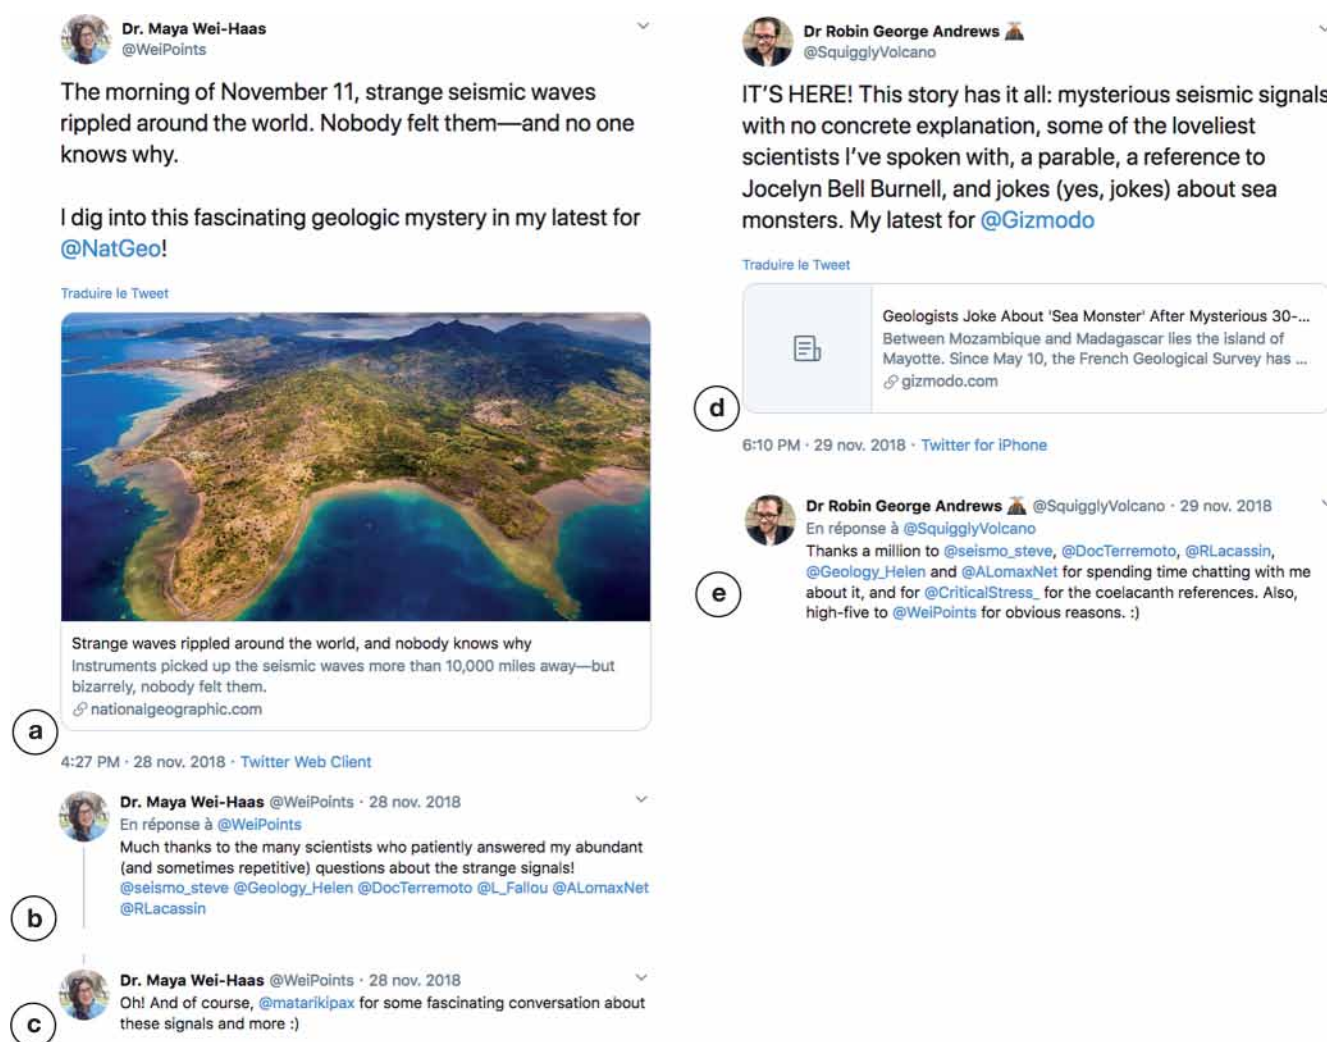 Dr. Maya Wei-Haas
@WeiPoints
The morning of November 11, strange seismic waves
rippled around the world. Nobody felt them—and no one
knows why.
I dig into this fascinating geologic mystery in my latest for
@NatGeo!
Traduire le Tweet
Strange waves rippled around the world, and nobody knows why
Instruments picked up the seismic waves more than 10,000 miles away—but
bizarrely, nobody felt them.
nationalgeographic.com
a
4:27 PM · 28 nov. 2018 · Twitter Web Client
Dr. Maya Wei-Haas @WeiPoints · 28 nov. 2018
En réponse à @WeiPoints
Much thanks to the many scientists who patiently answered my abundant
(and sometimes repetitive) questions about the strange signals!
@seismo_steve @Geology_Helen @DocTerremoto @L_Fallou @ALomaxNet
@RLacassin
b
Dr. Maya Wei-Haas @WeiPoints · 28 nov. 2018
Oh! And of course, @matarikipax for some fascinating conversation about
these signals and more :)
c
Dr Robin George Andrews 🌋
@SquigglyVolcano
IT'S HERE! This story has it all: mysterious seismic signals
with no concrete explanation, some of the loveliest
scientists I've spoken with, a parable, a reference to
Jocelyn Bell Burnell, and jokes (yes, jokes) about sea
monsters. My latest for @Gizmodo
Traduire le Tweet
Geologists Joke About 'Sea Monster' After Mysterious 30-...
Between Mozambique and Madagascar lies the island of
Mayotte. Since May 10, the French Geological Survey has ...
gizmodo.com
d
6:10 PM · 29 nov. 2018 · Twitter for iPhone
Dr Robin George Andrews 🌋 @SquigglyVolcano · 29 nov. 2018
En réponse à @SquigglyVolcano
Thanks a million to @seismo_steve, @DocTerremoto, @RLacassin,
@Geology_Helen and @ALomaxNet for spending time chatting with me
about it, and for @CriticalStress_ for the coelacanth references. Also,
high-five to @WeiPoints for obvious reasons. :)
e